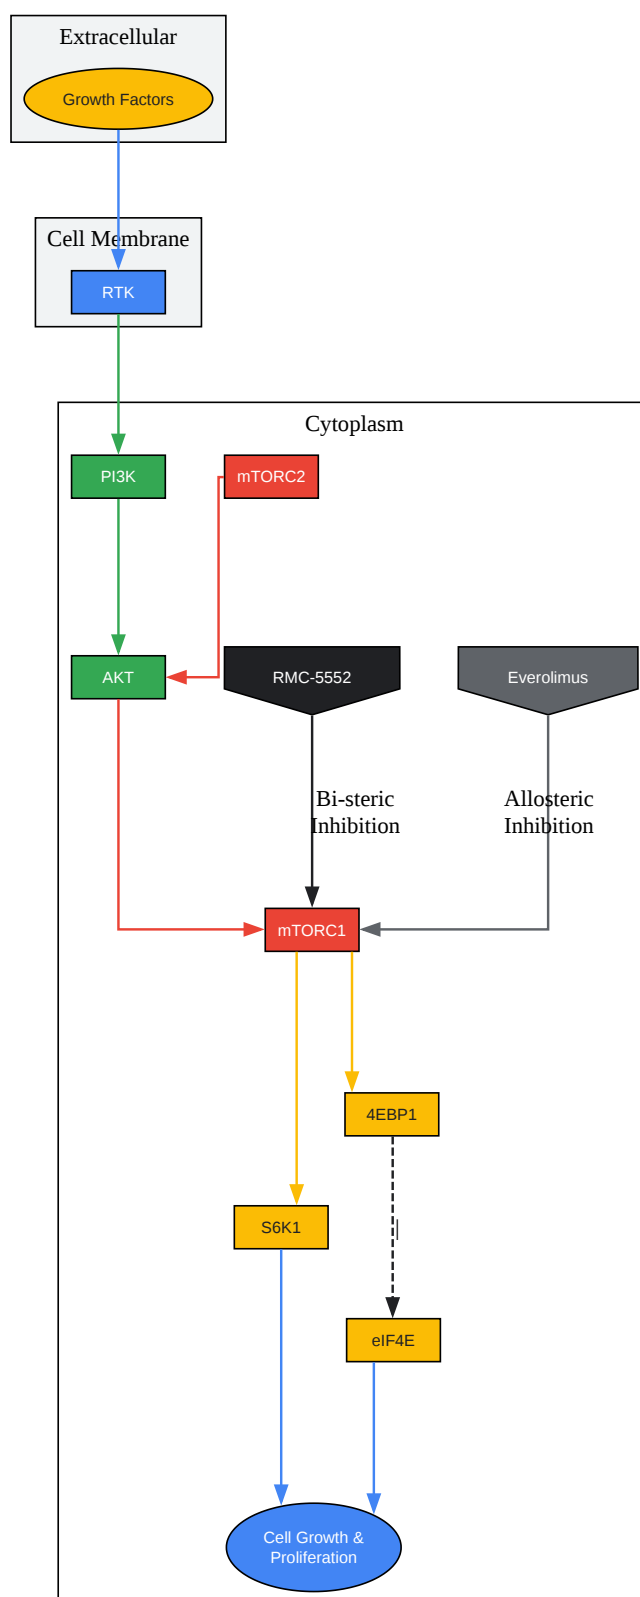 Extracellular
Growth Factors
Cell Membrane
RTK
Cytoplasm
PI3K
mTORC2
AKT
RMC-5552
Everolimus
Bi-steric
Inhibition
Allosteric
Inhibition
mTORC1
4EBP1
S6K1
|
eIF4E
Cell Growth &
Proliferation